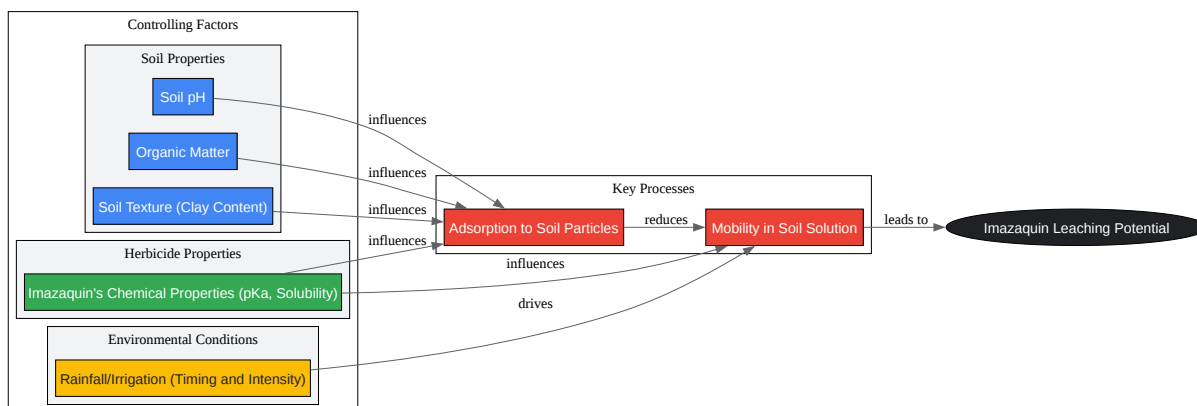 Controlling Factors
Soil Properties
Soil pH
Organic Matter
Soil Texture (Clay Content)
Herbicide Properties
Imazaquin's Chemical Properties (pKa, Solubility)
Environmental Conditions
Rainfall/Irrigation (Timing and Intensity)
influences
influences
influences
influences
influences
drives
Key Processes
Adsorption to Soil Particles
reduces
Mobility in Soil Solution
leads to
Imazaquin Leaching Potential